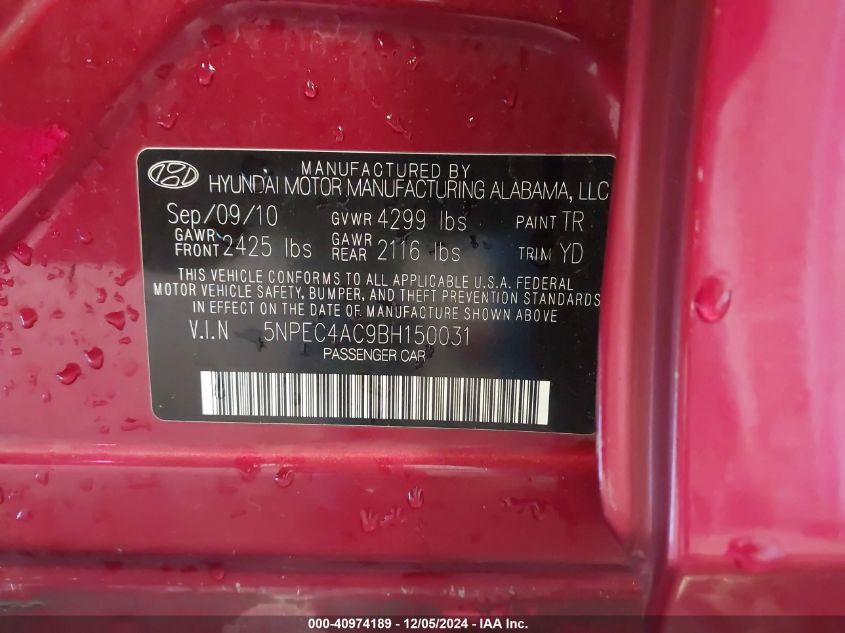 MANUFACTURED BY
HYUNDAI MOTOR MANUFACTURING ALABAMA, LLC
Sep/09/10 GVWR 4299 lbs PAINT TR
GAWR FRONT 2425 lbs GAWR REAR 2116 lbs TRIM YD
THIS VEHICLE CONFORMS TO ALL APPLICABLE U.S.A. FEDERAL
MOTOR VEHICLE SAFETY, BUMPER, AND THEFT PREVENTION STANDARDS
IN EFFECT ON THE DATE OF MANUFACTURE SHOWN ABOVE
V.I.N 5NPEC4AC9BH150031
PASSENGER CAR
000-40974189 - 12/05/2024 - IAA Inc.